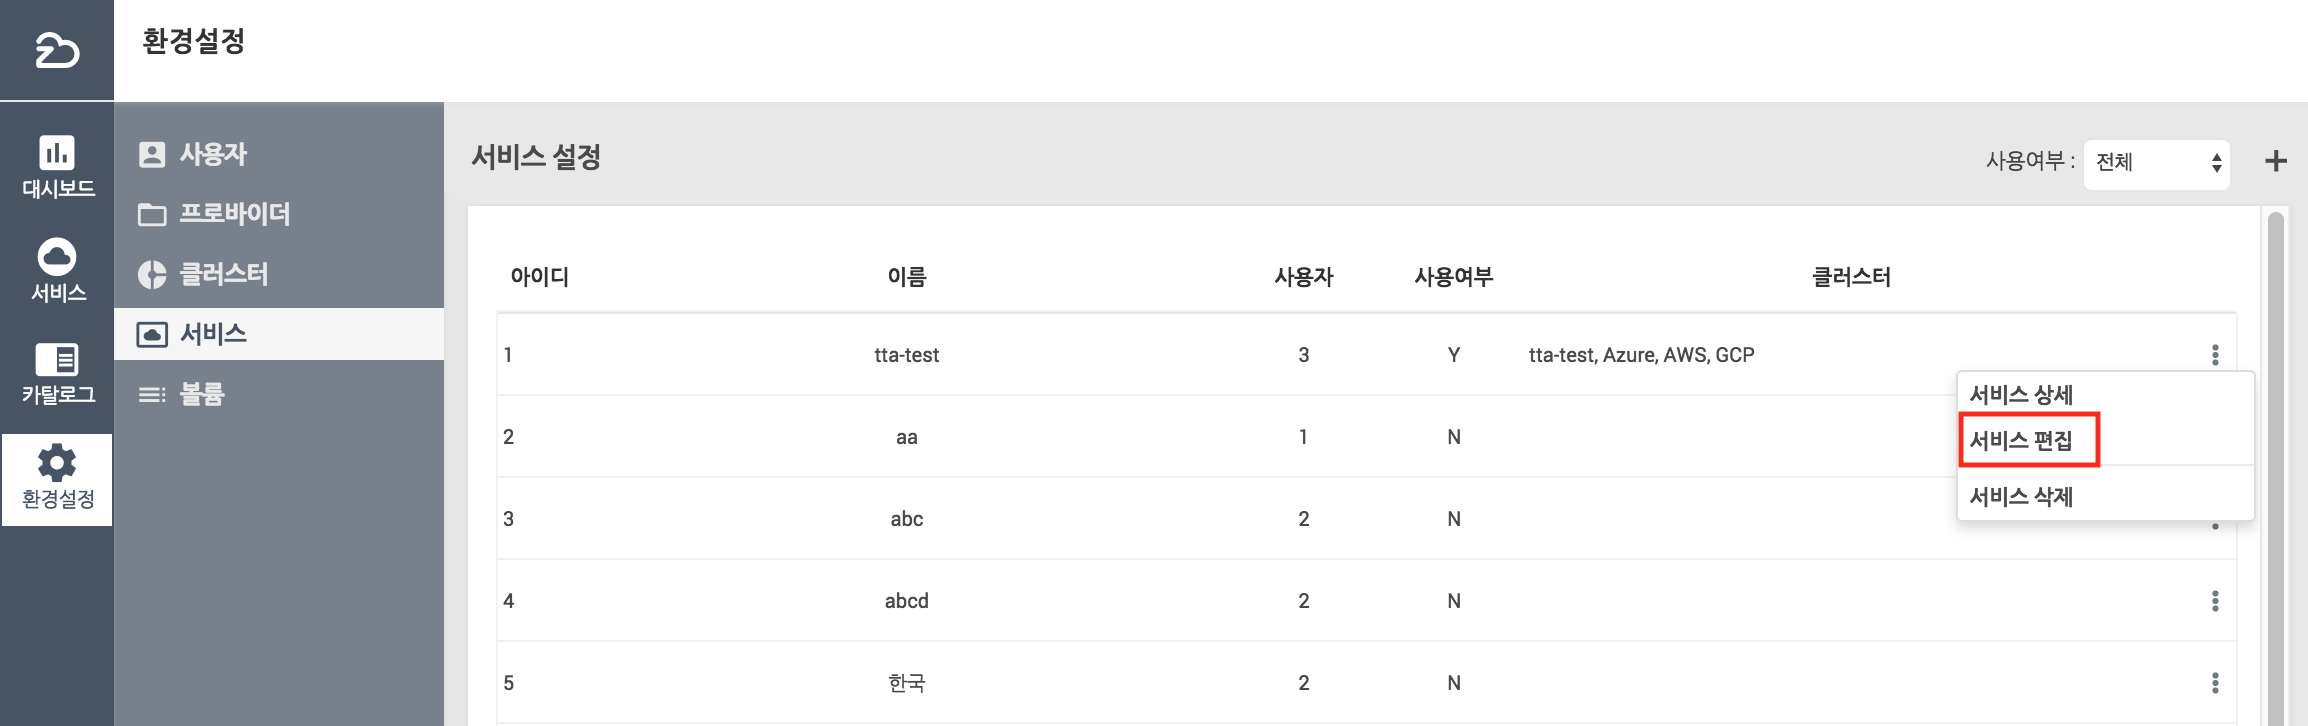 환경설정
대시보드
서비스
카탈로그
환경설정
사용자
프로바이더
클러스터
서비스
볼륨
서비스 설정
사용여부 : 전체
아이디 이름 사용자 사용여부 클러스터
1 tta-test 3 Y tta-test, Azure, AWS, GCP
서비스 상세
서비스 편집
서비스 삭제
2 aa 1 N
3 abc 2 N
4 abcd 2 N
5 한국 2 N